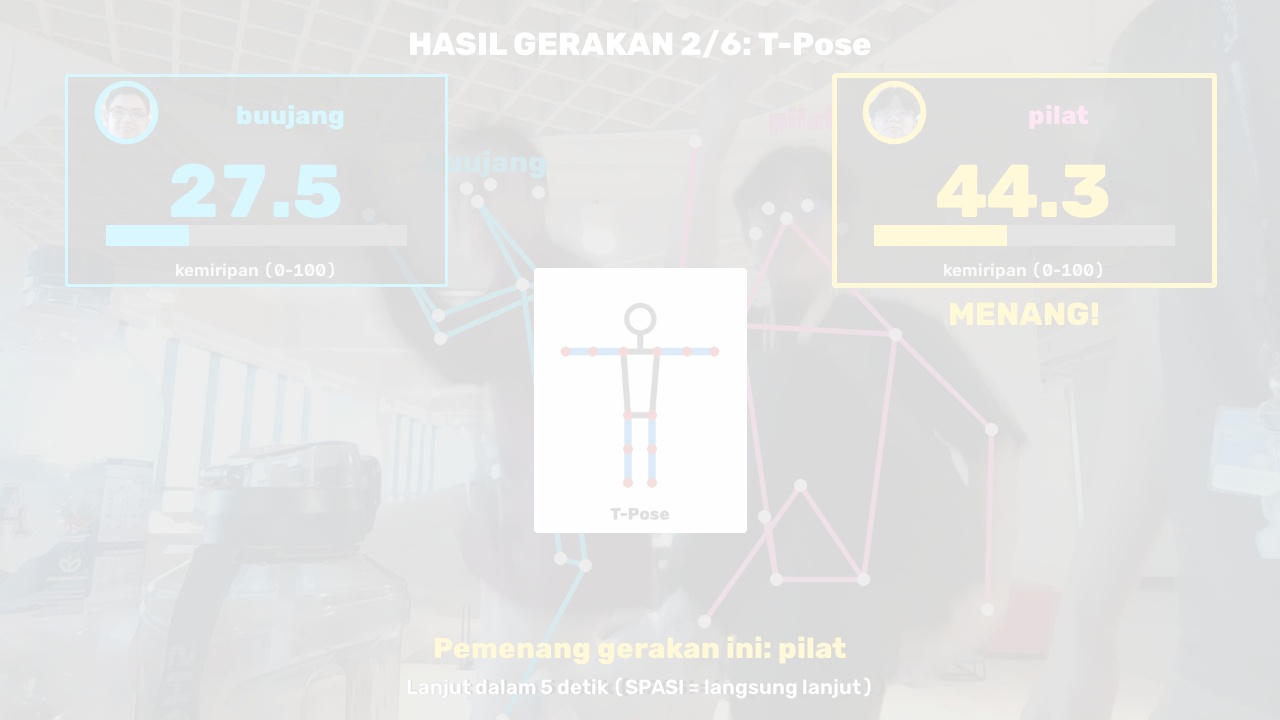 HASIL GERAKAN 2/6: T-Pose
buujang
27.5
kemiripan (0-100)
pilat
44.3
kemiripan (0-100)
MENANG!
buujang
pilat
T-Pose
Pemenang gerakan ini: pilat
Lanjut dalam 5 detik (SPASI = langsung lanjut)